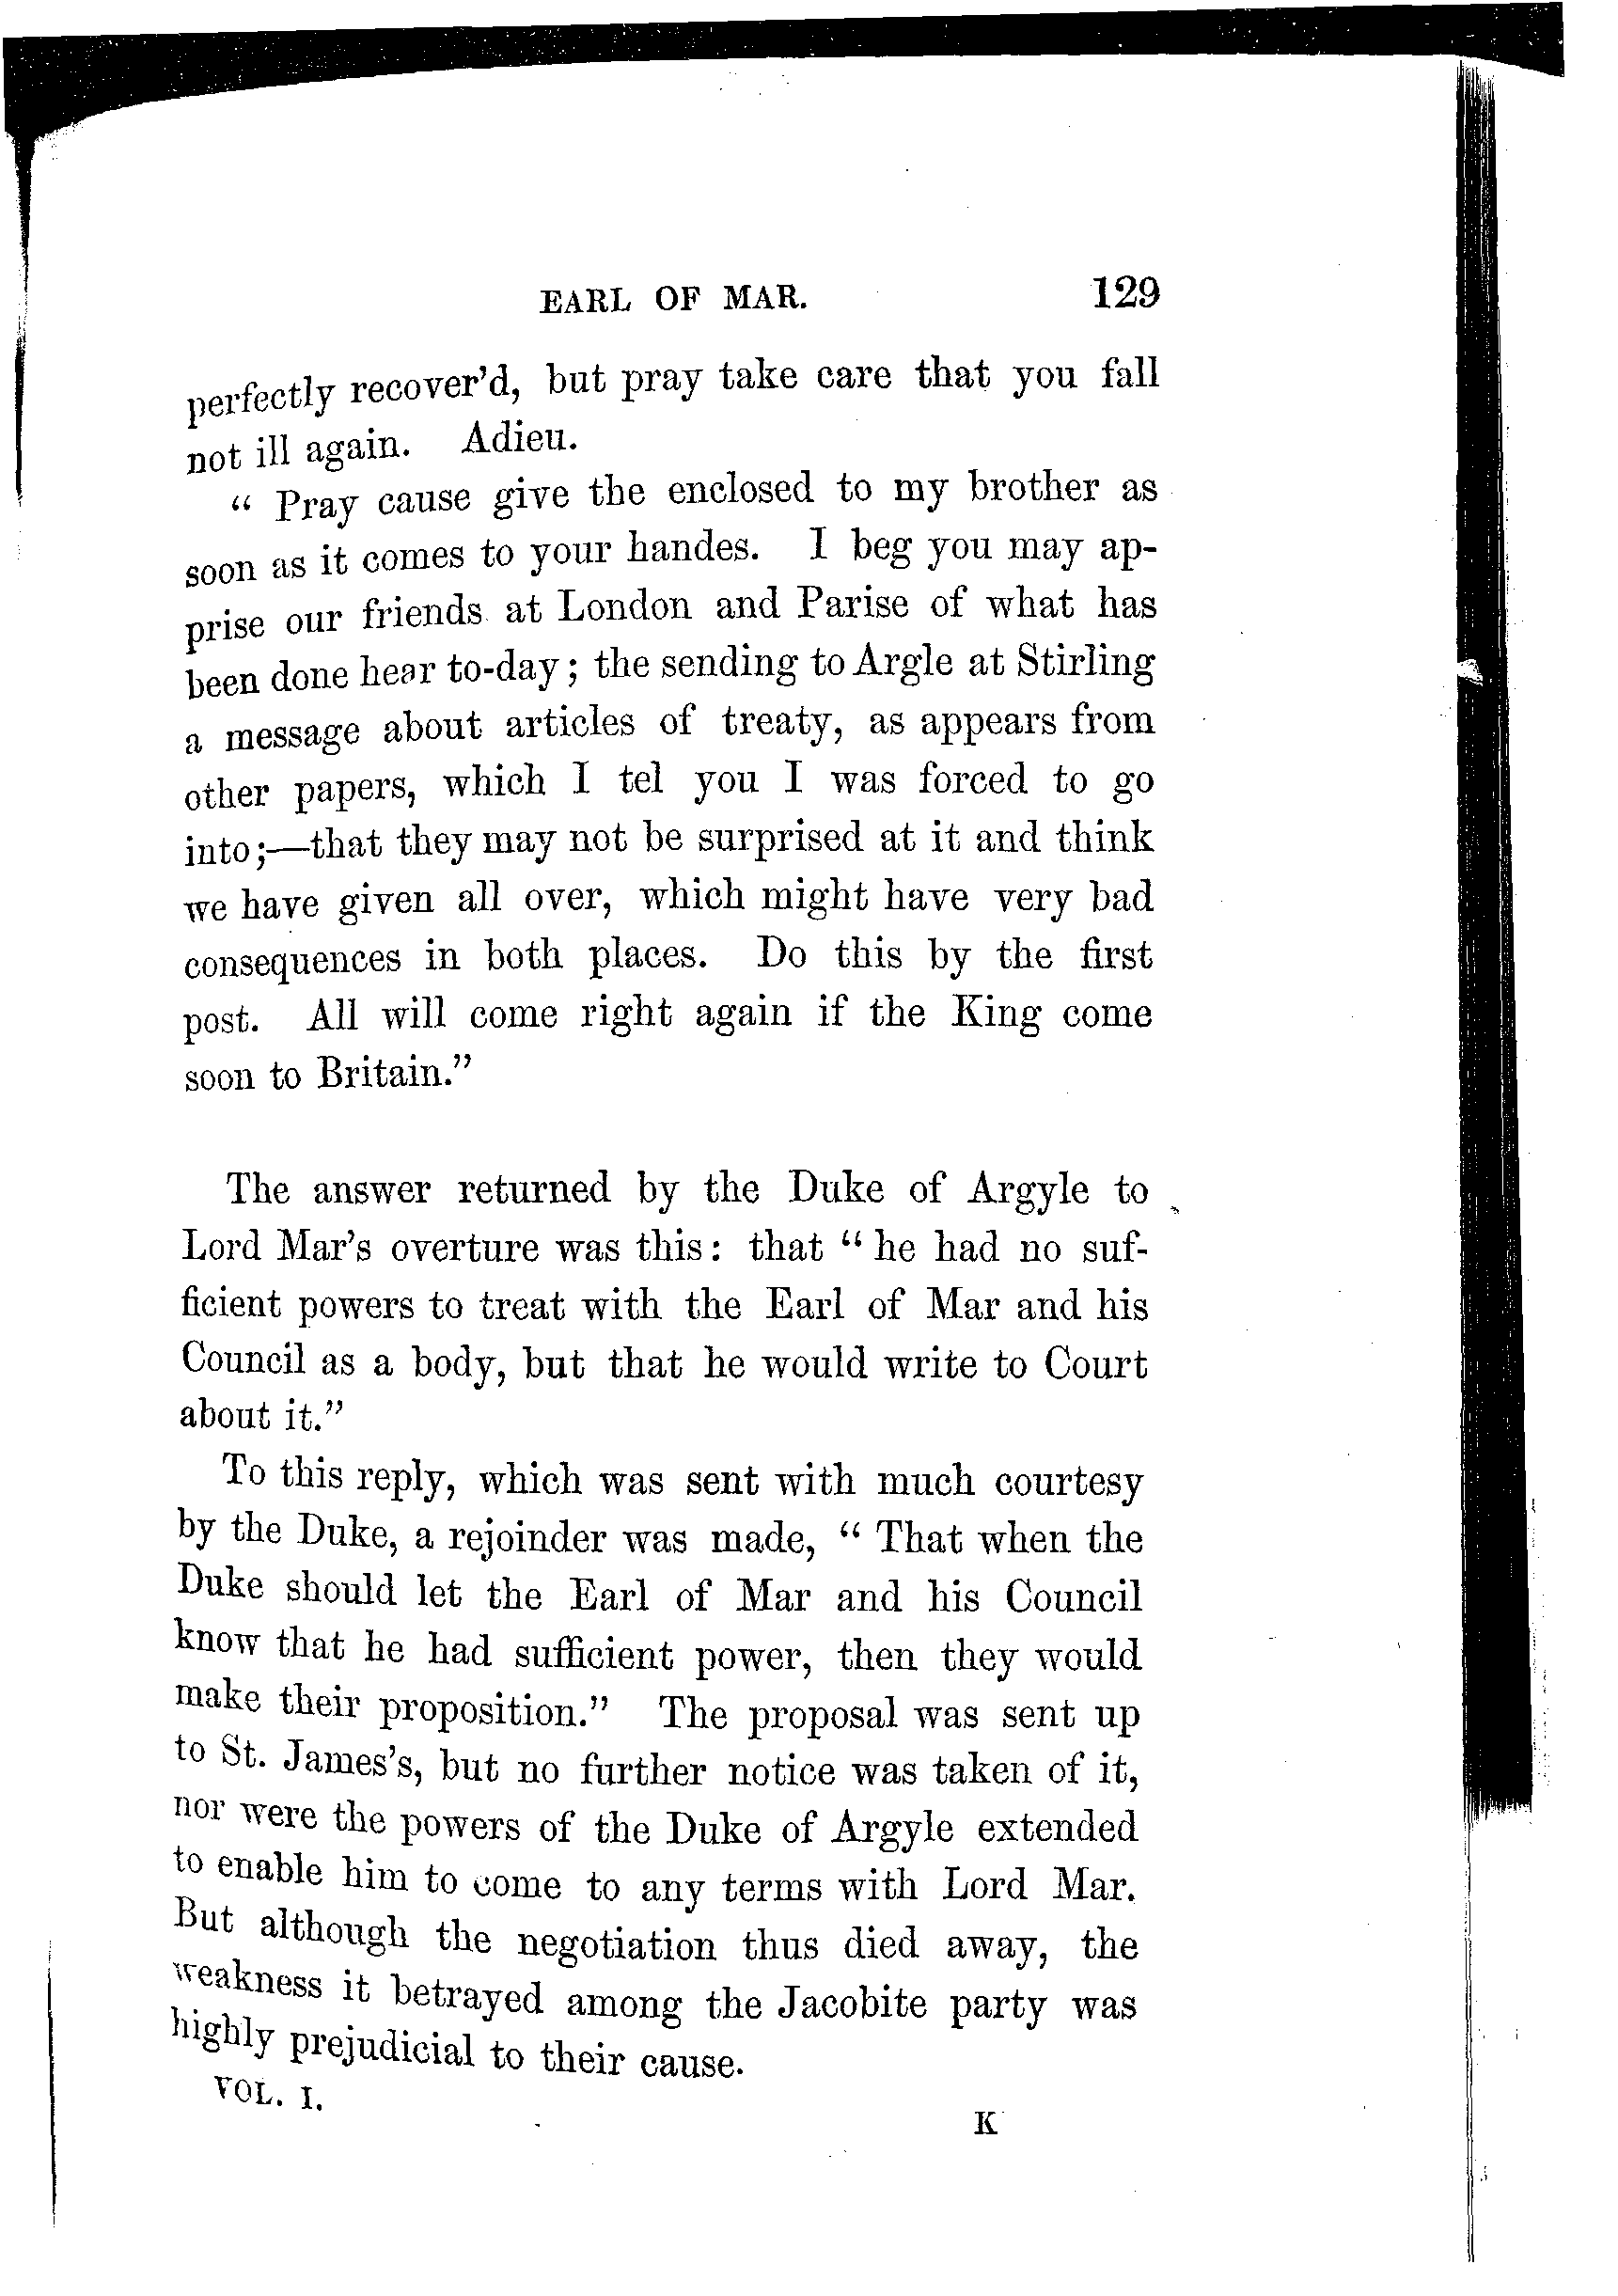 EARL OF MAR. 129
perfectly recover'd, but pray take care that you fall
not ill again. Adieu.
" Pray cause give the enclosed to my brother as
soon as it comes to your handes. I beg you may ap-
prise our friends at London and Parise of what has
been done hear to-day; the sending to Argle at Stirling
a message about articles of treaty, as appears from
other papers, which I tel you I was forced to go
into;—that they may not be surprised at it and think
we have given all over, which might have very bad
consequences in both places. Do this by the first
post. All will come right again if the King come
soon to Britain."
The answer returned by the Duke of Argyle to
Lord Mar's overture was this: that " he had no suf-
ficient powers to treat with the Earl of Mar and his
Council as a body, but that he would write to Court
about it."
To this reply, which was sent with much courtesy
by the Duke, a rejoinder was made, " That when the
Duke should let the Earl of Mar and his Council
know that he had sufficient power, then they would
make their proposition." The proposal was sent up
to St. James's, but no further notice was taken of it,
nor were the powers of the Duke of Argyle extended
to enable him to come to any terms with Lord Mar.
But although the negotiation thus died away, the
weakness it betrayed among the Jacobite party was
highly prejudicial to their cause.
VOL. I.
K